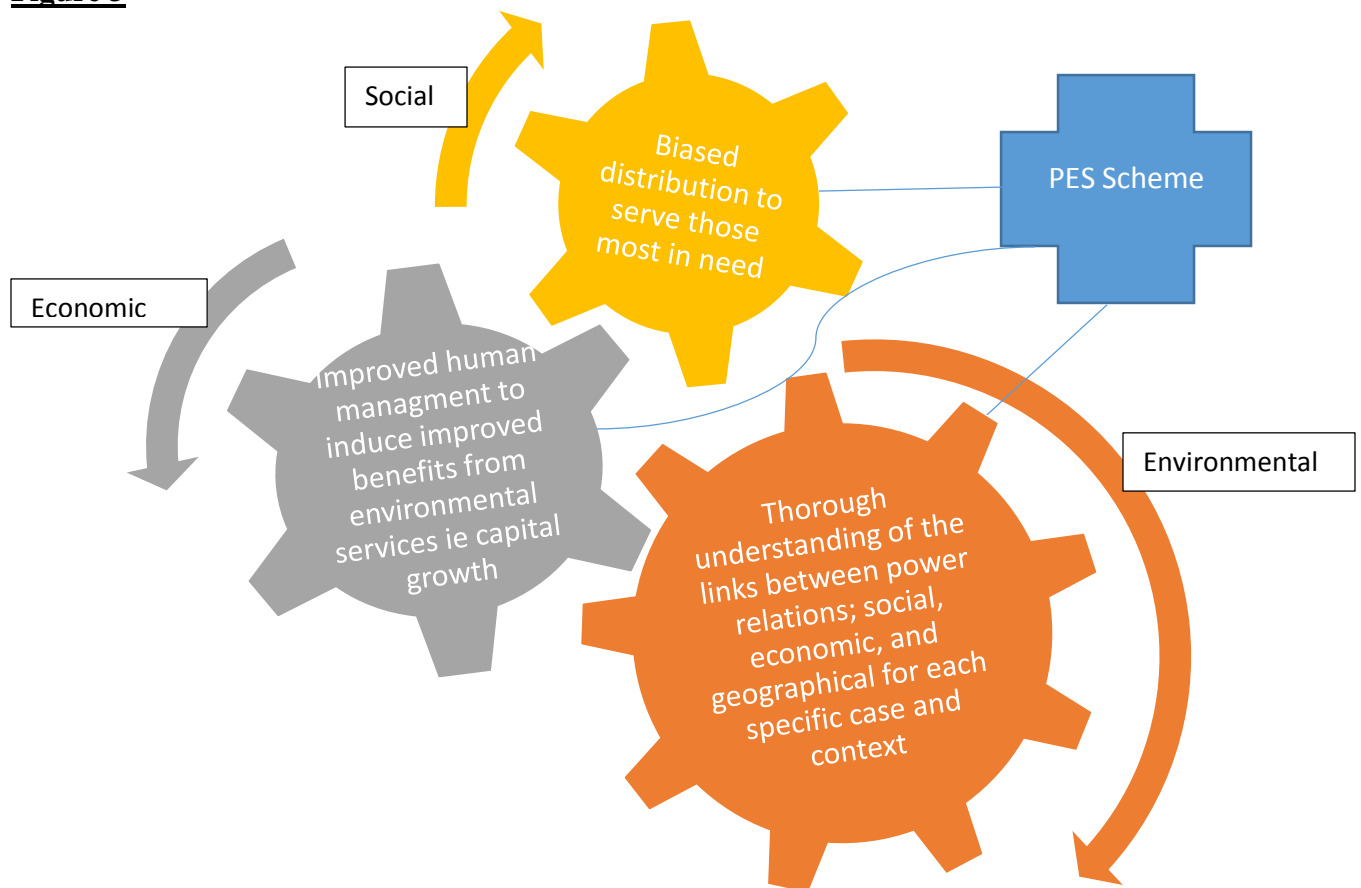 Social
Biased
distribution to
serve those
most in need
PES Scheme
Economic
Improved human
managment to
induce improved
benefits from
environmental
services ie capital
growth
Environmental
Thorough
understanding of the
links between power
relations; social,
economic, and
geographical for each
specific case and
context